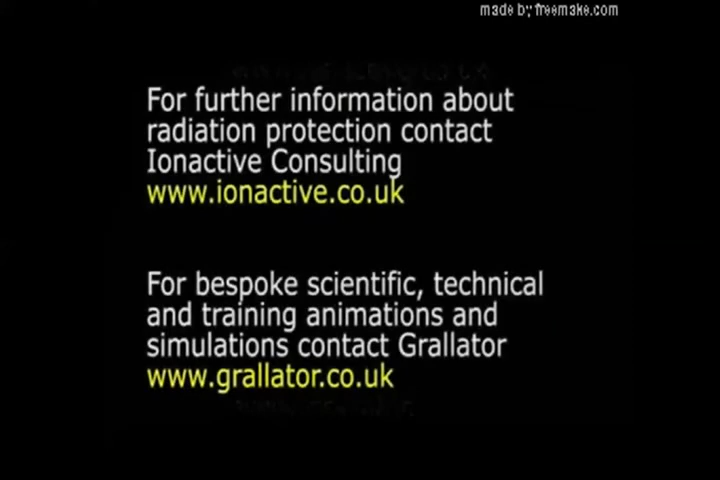 made by freemake.com
For further information about
radiation protection contact
Ionactive Consulting
www.ionactive.co.uk
For bespoke scientific, technical
and training animations and
simulations contact Grallator
www.grallator.co.uk